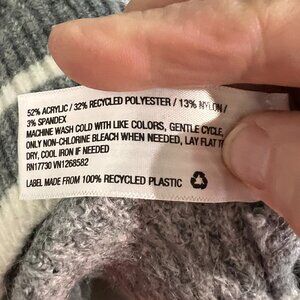 52% ACRYLIC / 32% RECYCLED POLYESTER / 13% NYLON /
3% SPANDEX
MACHINE WASH COLD WITH LIKE COLORS, GENTLE CYCLE,
ONLY NON-CHLORINE BLEACH WHEN NEEDED, LAY FLAT
DRY, COOL IRON IF NEEDED
RN17730 VN1268582
LABEL MADE FROM 100% RECYCLED PLASTIC